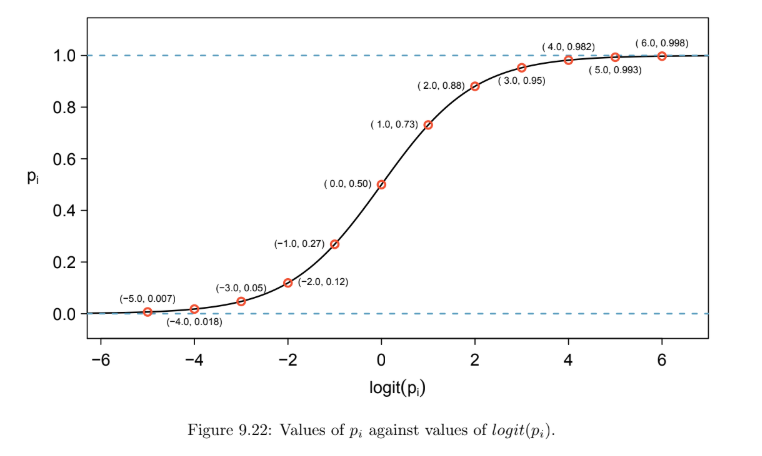 ( 4.0, 0.982)
( 6.0, 0.998)
1.0
( 5.0, 0.993)
( 3.0, 0.95)
( 2.0, 0.88)
0.8
( 1.0, 0.73)
0.6
pi
( 0.0, 0.50)
0.4
(−1.0, 0.27)
0.2
(−2.0, 0.12)
(−3.0, 0.05)
(−5.0, 0.007)
0.0
(−4.0, 0.018)
−6 −4 −2 0 2 4 6
logit(pi)
Figure 9.22: Values of pi against values of logit(pi).